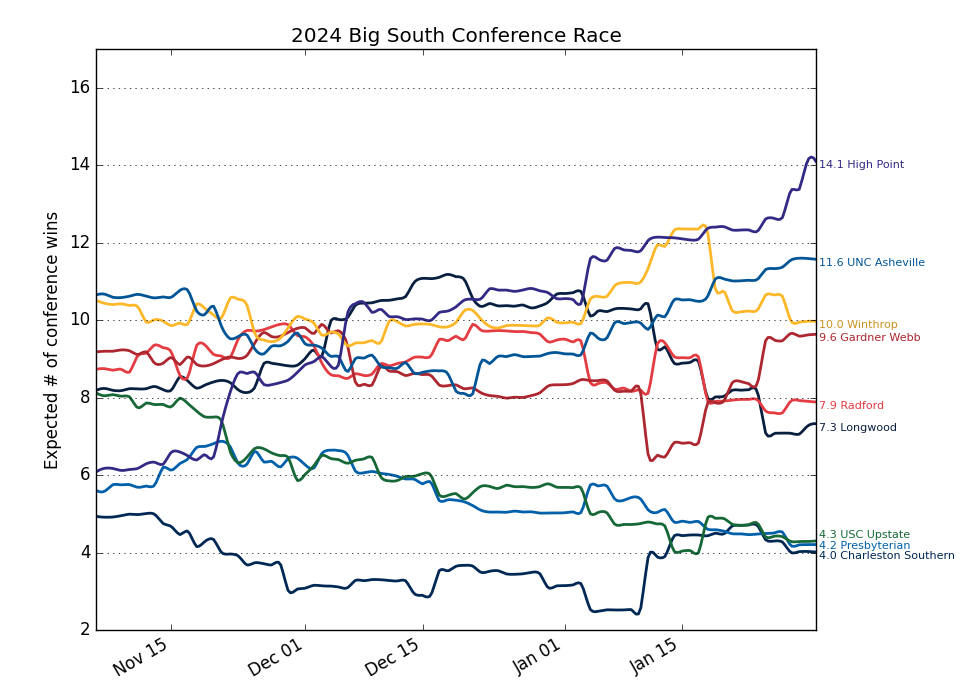 2024 Big South Conference Race
Expected # of conference wins
16
14
12
10
8
6
4
2
Nov 15
Dec 01
Dec 15
Jan 01
Jan 15
14.1 High Point
11.6 UNC Asheville
10.0 Winthrop
9.6 Gardner Webb
7.9 Radford
7.3 Longwood
4.3 USC Upstate
4.2 Presbyterian
4.0 Charleston Southern